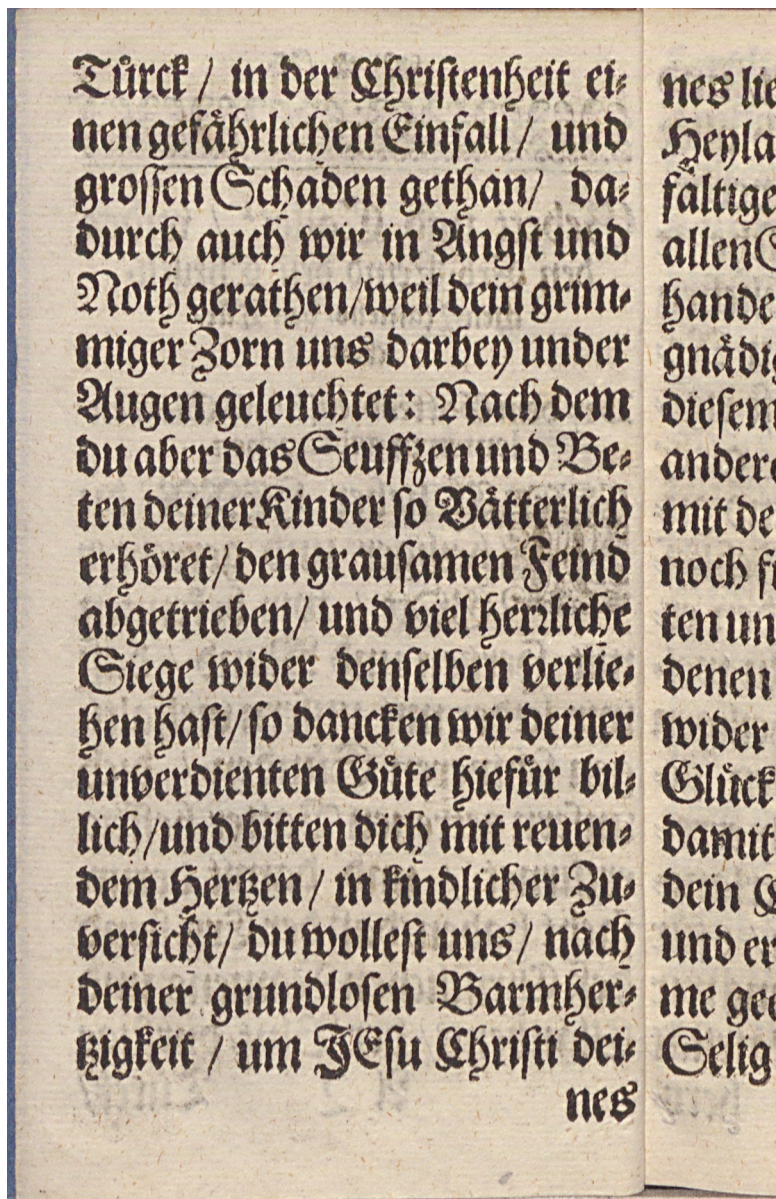 Türck / in der Christenheit ei-
nen gefährlichen Einfall / und
grossen Schaden gethan / da-
durch auch wir in Angst und
Noth gerathen / weil dein grim-
miger Zorn uns darbey under
Augen geleuchtet: Nach dem
du aber das Seuffzen und Be-
ten deiner Kinder so Vätterlich
erhöret / den grausamen Feind
abgetrieben / und viel herrliche
Siege wider denselben verlie-
hen hast / so dancken wir deiner
unverdienten Güte hiefür bil-
lich / und bitten dich mit reuen-
dem Hertzen / in kindlicher Zu-
versicht / du wollest uns / nach
deiner grundlosen Barmher-
tzigkeit / um JEsu Christi dei-
nes
nes lie
Heyla
fältige
allen
hande
gnädi
diesem
andere
mit de
noch
ten un
denen
wider
Glück
damit
dein
und er
me ge
Selig